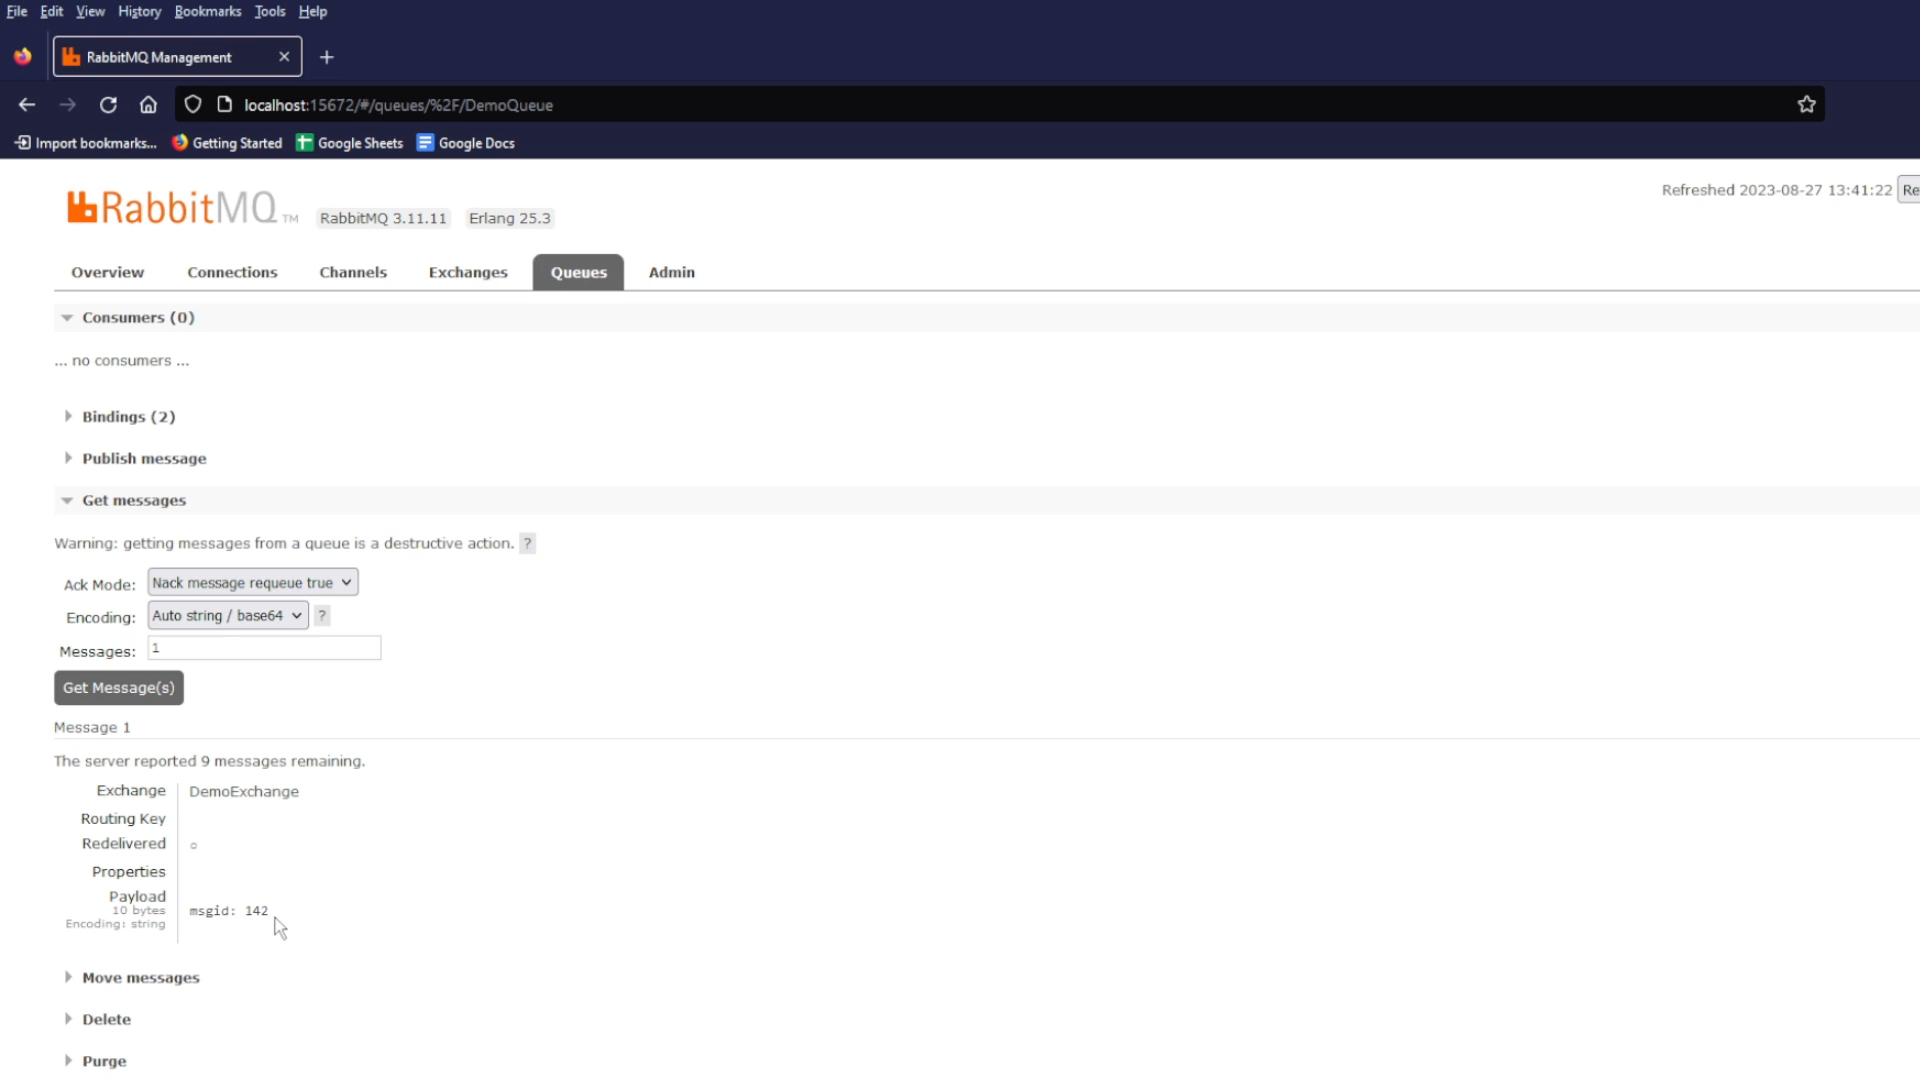 File Edit View History Bookmarks Tools Help
RabbitMQ Management
localhost:15672/#/queues/%2F/DemoQueue
Import bookmarks... Getting Started Google Sheets Google Docs
RabbitMQ TM RabbitMQ 3.11.11 Erlang 25.3
Refreshed 2023-08-27 13:41:22 Re
Overview Connections Channels Exchanges Queues Admin
Consumers (0)
... no consumers ...
Bindings (2)
Publish message
Get messages
Warning: getting messages from a queue is a destructive action. ?
Ack Mode: Nack message requeue true
Encoding: Auto string / base64 ?
Messages: 1
Get Message(s)
Message 1
The server reported 9 messages remaining.
Exchange DemoExchange
Routing Key
Redelivered ○
Properties
Payload
10 bytes
Encoding: string
msgid: 142
Move messages
Delete
Purge